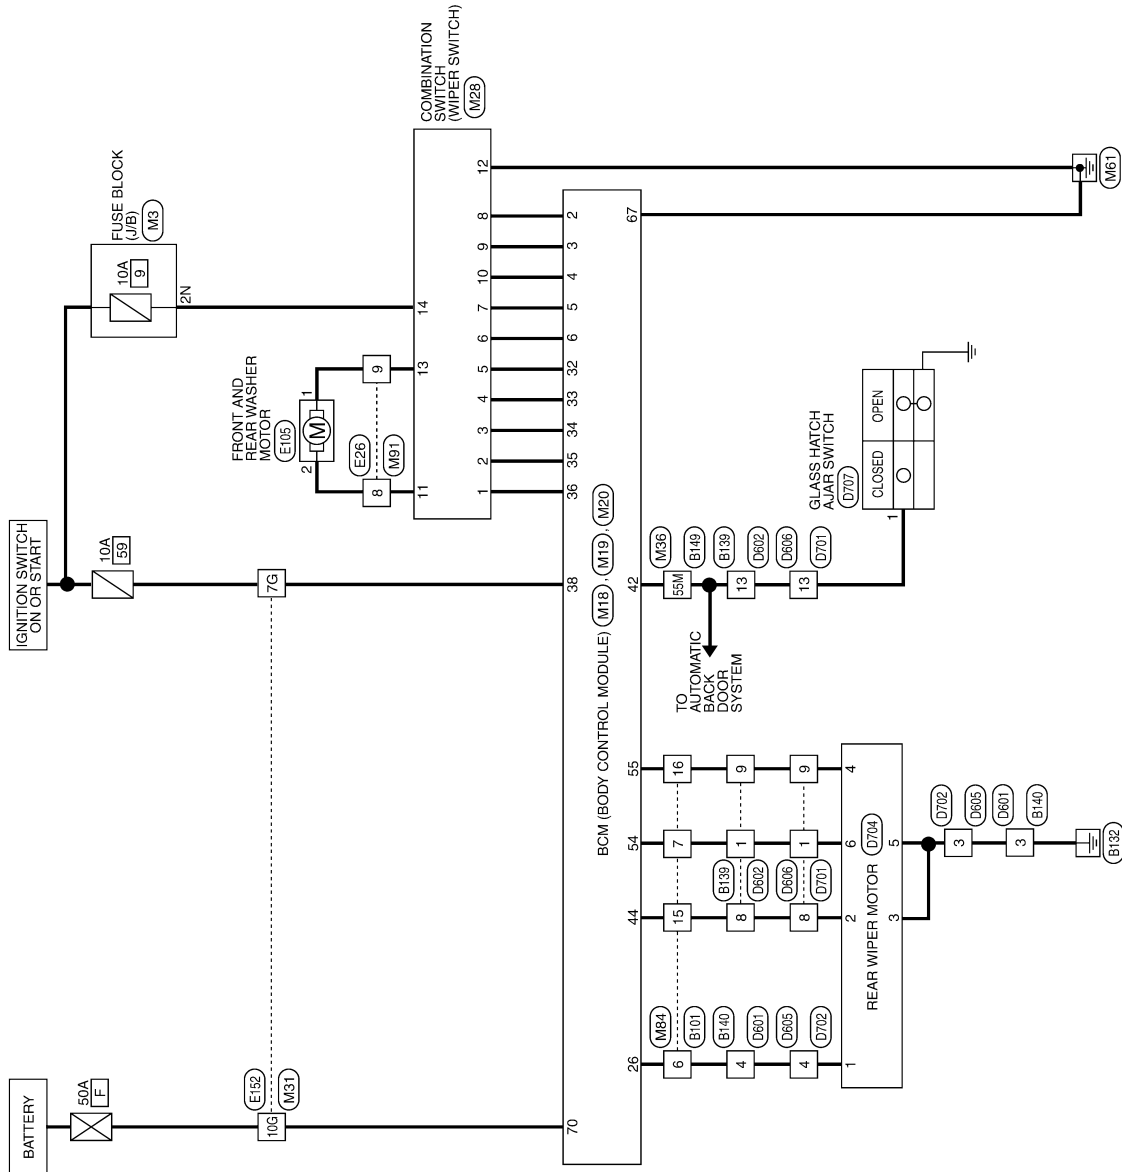 BATTERY
50A
F
10G
E152
M31
70
IGNITION SWITCH
ON OR START
10A
59
7G
38
FUSE BLOCK
(J/B)
M3
10A
9
2N
14
FRONT AND
REAR WASHER
MOTOR
E105
M
1
2
9
8
E26
M91
13
11
COMBINATION
SWITCH
(WIPER SWITCH)
M28
1
2
3
4
5
6
7
10
9
8
12
36
35
34
33
32
6
5
4
3
2
BCM (BODY CONTROL MODULE)
M18
,
M19
,
M20
26
44
54
55
42
67
M61
6
15
7
16
M84
B101
B140
D601
D605
D702
4
4
8
8
B139
D602
D606
D701
1
1
9
9
1
2
6
4
REAR WIPER MOTOR
D704
3
5
D702
D605
D601
B140
3
3
B132
55M
M36
B149
B139
D602
D606
D701
13
13
TO
AUTOMATIC
BACK
DOOR
SYSTEM
GLASS HATCH
AJAR SWITCH
D707
1
CLOSED
OPEN